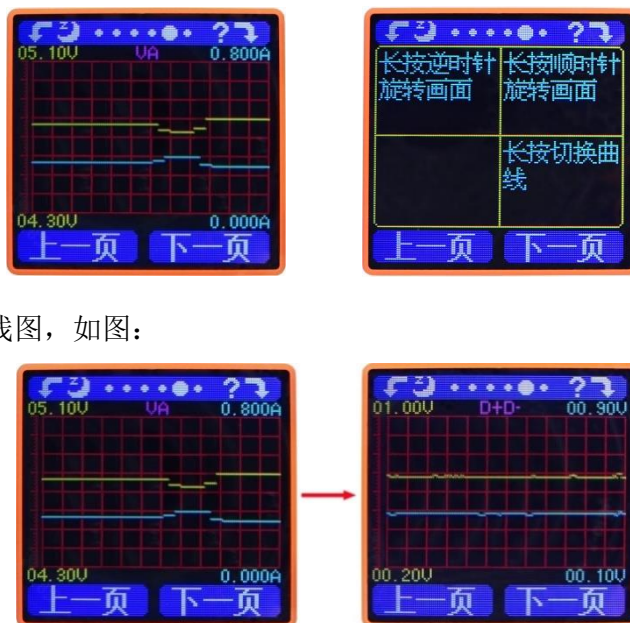 05.10V VA 0.800A
04.30V 0.000A
上一页 下一页
长按逆时针旋转画面
长按顺时针旋转画面
长按切换曲线
上一页 下一页
线图，如图：
05.10V VA 0.800A
04.30V 0.000A
上一页 下一页
01.00V D+D- 00.90V
00.20V 00.10V
上一页 下一页